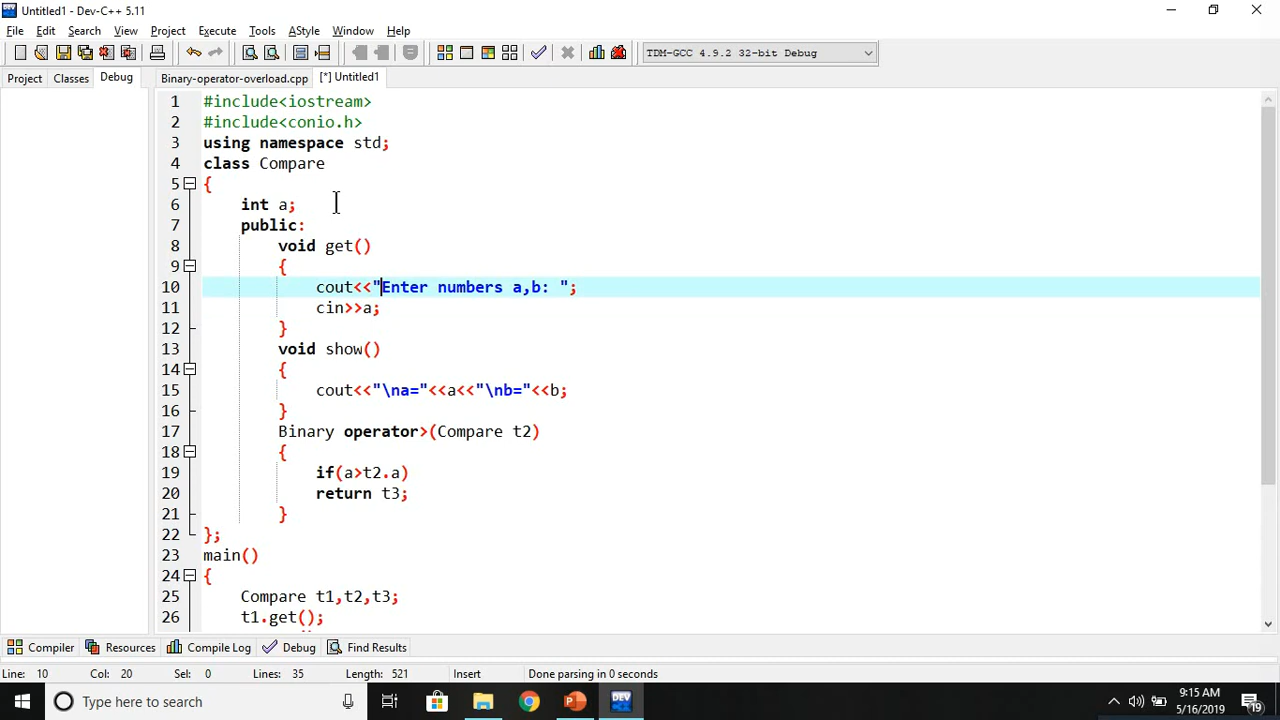 Untitled1 - Dev-C++ 5.11
File Edit Search View Project Execute Tools AStyle Window Help
TDM-GCC 4.9.2 32-bit Debug
Project Classes Debug Binary-operator-overload.cpp [*] Untitled1
1 #include<iostream>
2 #include<conio.h>
3 using namespace std;
4 class Compare
5 {
6 int a;
7 public:
8 void get()
9 {
10 cout<<"Enter numbers a,b: ";
11 cin>>a;
12 }
13 void show()
14 {
15 cout<<"\na="<<a<<"\nb="<<b;
16 }
17 Binary operator>(Compare t2)
18 {
19 if(a>t2.a)
20 return t3;
21 }
22 };
23 main()
24 {
25 Compare t1,t2,t3;
26 t1.get();
Compiler Resources Compile Log Debug Find Results
Line: 10 Col: 20 Sel: 0 Lines: 35 Length: 521 Insert Done parsing in 0 seconds
Type here to search
DEV
9:15 AM
5/16/2019
19